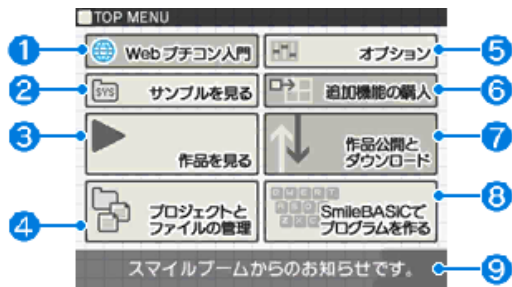 TOP MENU
1
Webプチコン入門
オプション
5
2
SYS
サンプルを見る
追加機能の購入
6
3
作品を見る
作品公開と
ダウンロード
7
4
プロジェクトと
ファイルの管理
SmileBASICで
プログラムを作る
8
スマイルブームからのお知らせです。
9